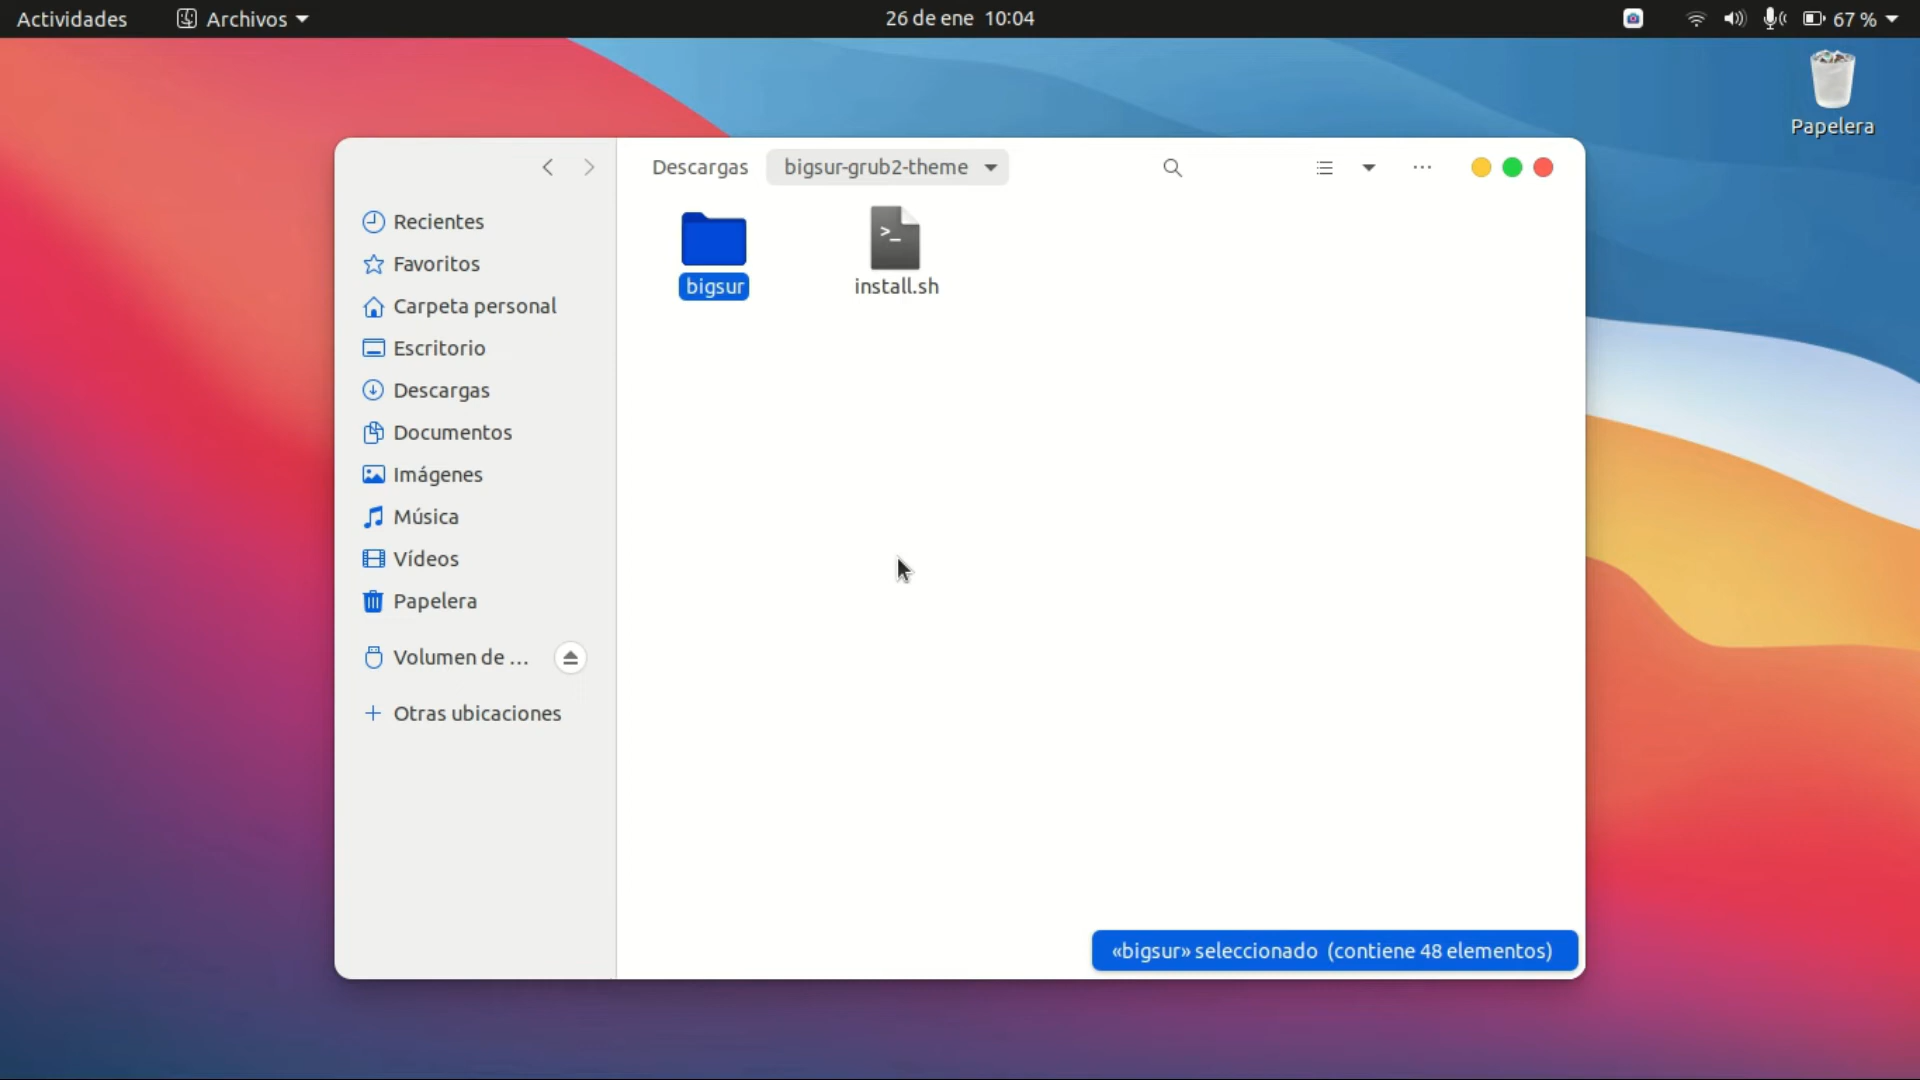 Actividades
Archivos
26 de ene 10:04
67 %
Papelera
Descargas
bigsur-grub2-theme
Recientes
Favoritos
Carpeta personal
Escritorio
Descargas
Documentos
Imágenes
Música
Vídeos
Papelera
Volumen de ...
Otras ubicaciones
>_
bigsur
install.sh
«bigsur» seleccionado (contiene 48 elementos)